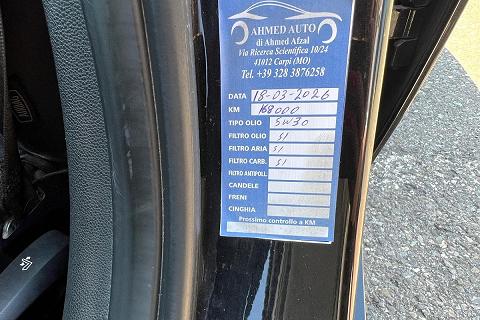 AHMED AUTO
di Ahmed Afzal
Via Ricerca Scientifica 10/24
41012 Carpi (MO)
Tel. +39 328 3876258
DATA 18-03-2026
KM 168000
TIPO OLIO 5W30
FILTRO OLIO SI
FILTRO ARIA SI
FILTRO CARB. SI
FILTRO ANTIPOLL.
CANDELE
FRENI
CINGHIA
Prossimo controllo a KM